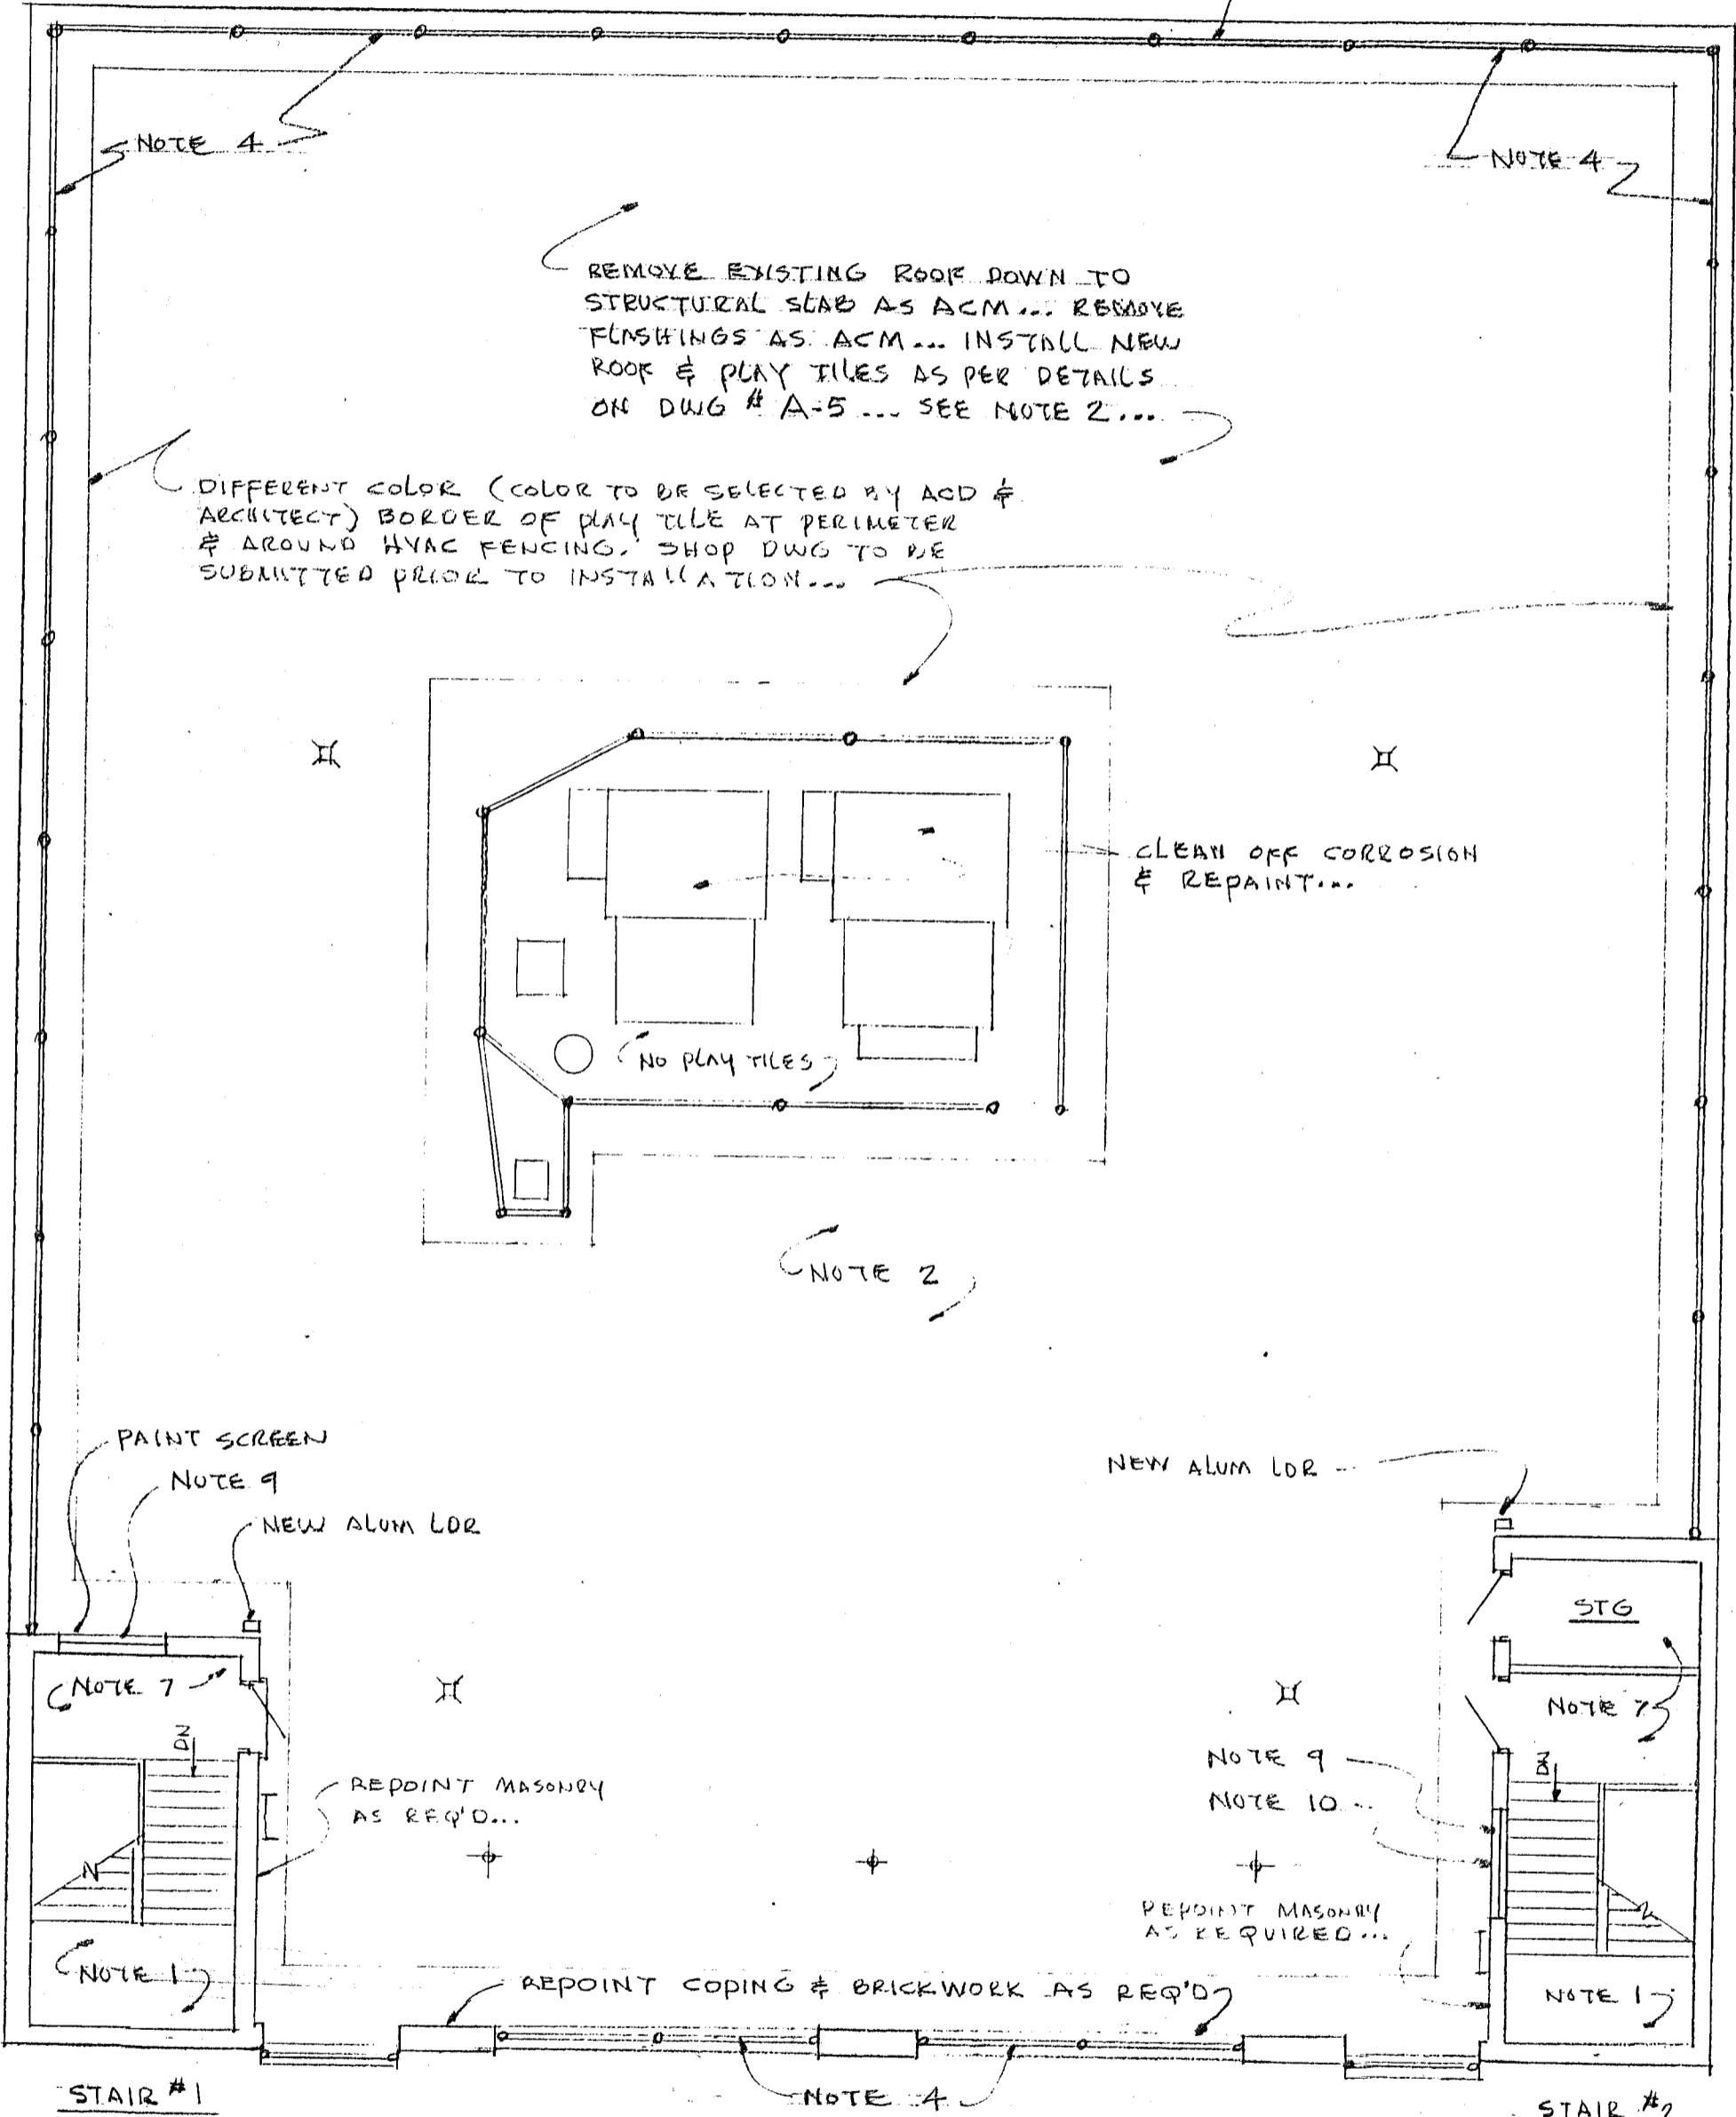 NOTE 4
NOTE 4
REMOVE EXISTING ROOF DOWN TO
STRUCTURAL SLAB AS ACM... REMOVE
FLASHINGS AS ACM... INSTALL NEW
ROOF & PLAY TILES AS PER DETAILS
ON DWG # A-5... SEE NOTE 2...
DIFFERENT COLOR (COLOR TO BE SELECTED BY ACD &
ARCHITECT) BORDER OF PLAY TILE AT PERIMETER
& AROUND HVAC FENCING. SHOP DWG TO BE
SUBMITTED PRIOR TO INSTALLATION...
CLEAN OFF CORROSION
& REPAINT...
NO PLAY TILES
NOTE 2
PAINT SCREEN
NOTE 9
NEW ALUM LDR
NEW ALUM LDR
STG
NOTE 7
NOTE 7
DN
DN
REPOINT MASONRY
AS REQ'D...
NOTE 9
NOTE 10
REPOINT MASONRY
AS REQUIRED...
NOTE 1
NOTE 1
REPOINT COPING & BRICKWORK AS REQ'D
NOTE 4
STAIR #1
STAIR #2